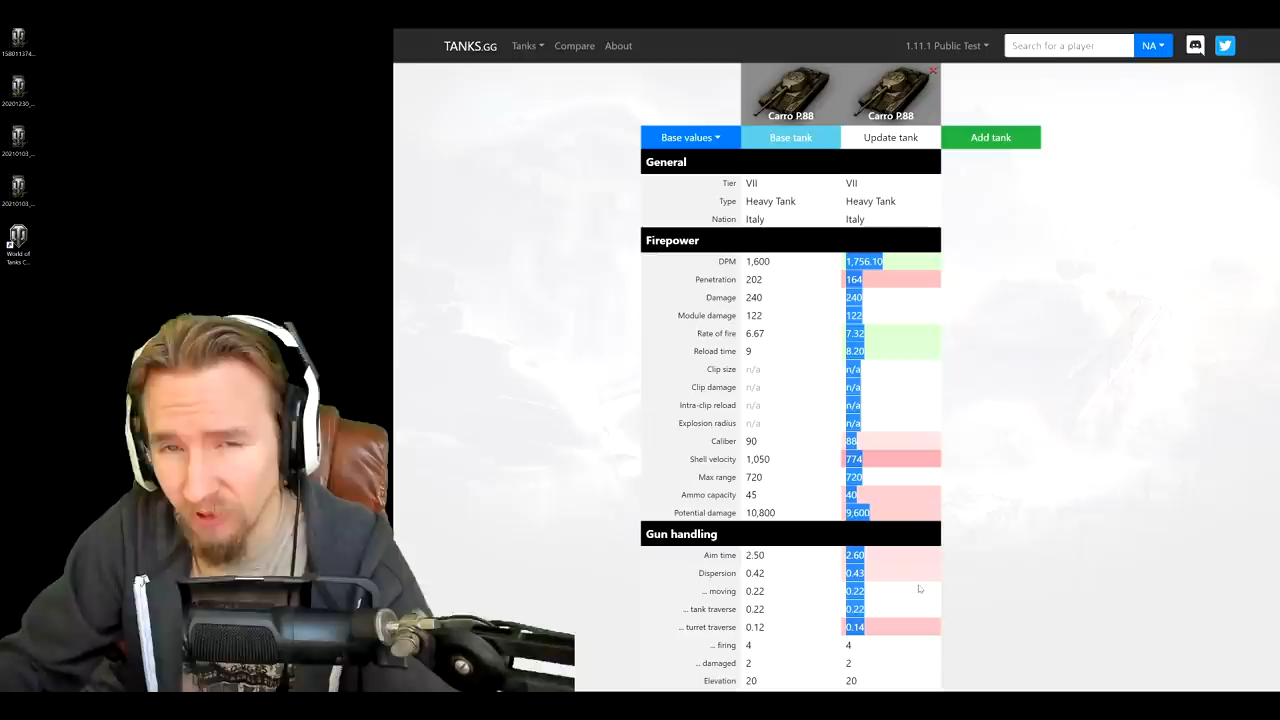 158011374...
20201230_...
20210103_...
20210103_...
World of
Tanks C...
TANKS.GG Tanks Compare About 1.11.1 Public Test Search for a player NA
Carro P.88 Carro P.88
Base values Base tank Update tank Add tank
General
Tier VII VII
Type Heavy Tank Heavy Tank
Nation Italy Italy
Firepower
DPM 1,600 1,756.10
Penetration 202 164
Damage 240 240
Module damage 122 122
Rate of fire 6.67 7.32
Reload time 9 8.20
Clip size n/a n/a
Clip damage n/a n/a
Intra-clip reload n/a n/a
Explosion radius n/a n/a
Caliber 90 88
Shell velocity 1,050 774
Max range 720 720
Ammo capacity 45 40
Potential damage 10,800 9,600
Gun handling
Aim time 2.50 2.60
Dispersion 0.42 0.43
... moving 0.22 0.22
... tank traverse 0.22 0.22
... turret traverse 0.12 0.14
... firing 4 4
... damaged 2 2
Elevation 20 20